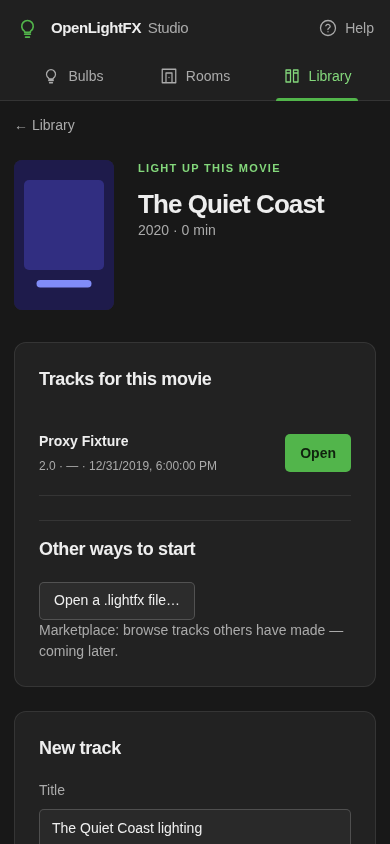 OpenLightFX Studio
Help
Bulbs
Rooms
Library
← Library
LIGHT UP THIS MOVIE
The Quiet Coast
2020 · 0 min
Tracks for this movie
Proxy Fixture
2.0 · — · 12/31/2019, 6:00:00 PM
Open
Other ways to start
Open a .lightfx file…
Marketplace: browse tracks others have made —
coming later.
New track
Title
The Quiet Coast lighting